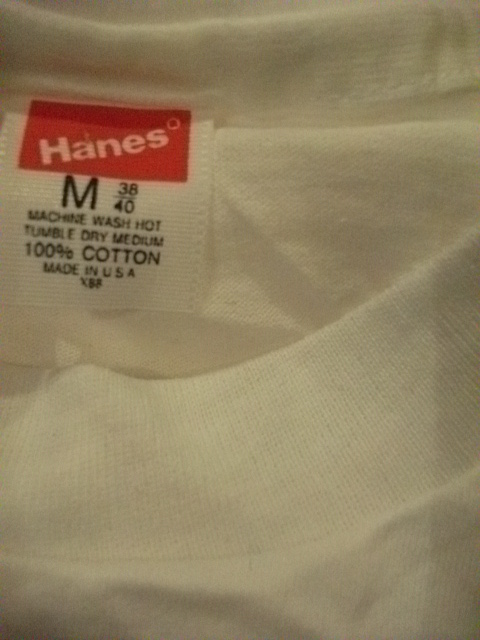 Hanes
M 38/40
MACHINE WASH HOT
TUMBLE DRY MEDIUM
100% COTTON
MADE IN U S A